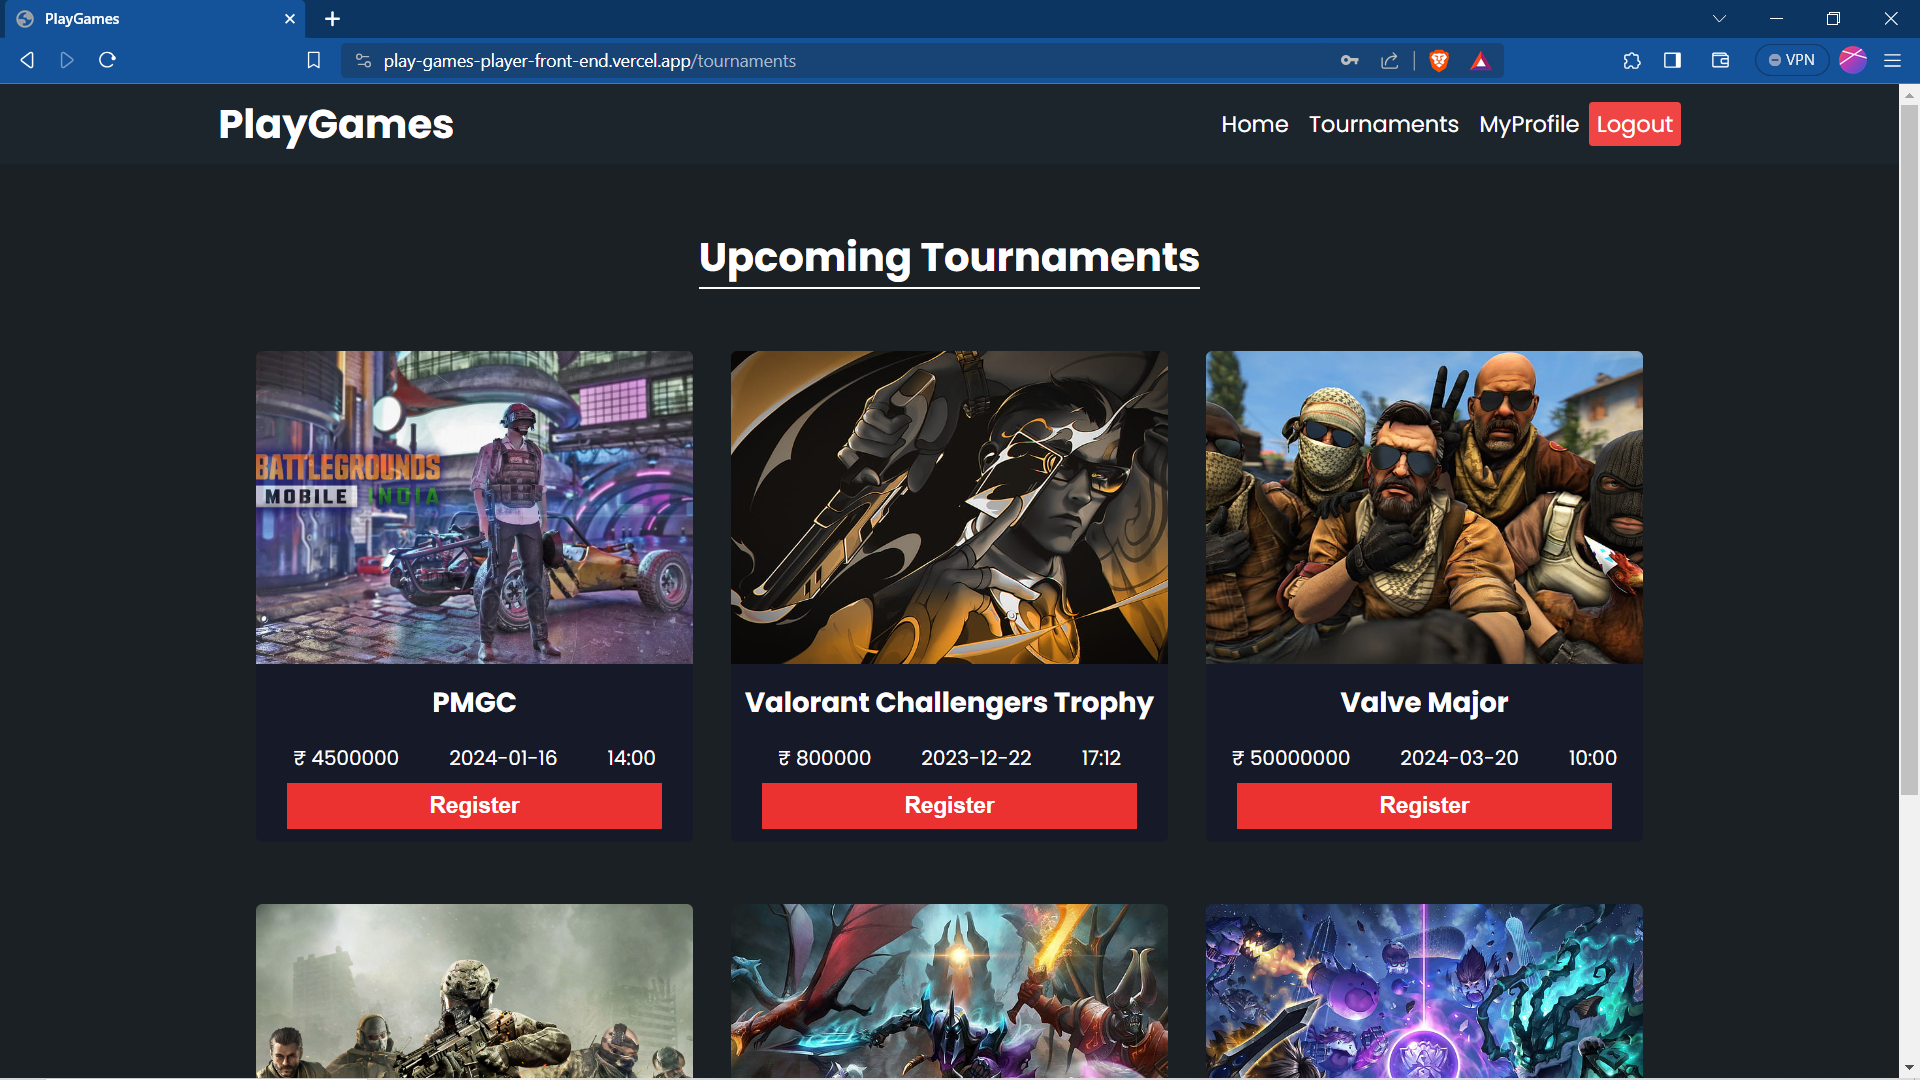 PlayGames
play-games-player-front-end.vercel.app/tournaments
VPN
PlayGames
Home Tournaments MyProfile Logout
Upcoming Tournaments
BATTLEGROUNDS
MOBILE INDIA
PMGC
₹ 4500000 2024-01-16 14:00
Register
Valorant Challengers Trophy
₹ 800000 2023-12-22 17:12
Register
Valve Major
₹ 50000000 2024-03-20 10:00
Register